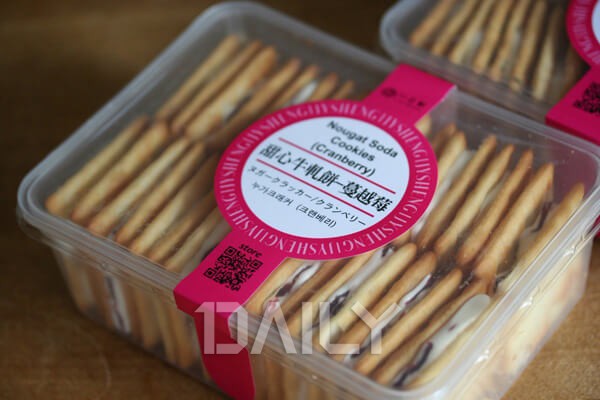 Nougat Soda
Cookies
(Cranberry)
甜心牛軋餅-蔓越莓
ヌガークラッカー/クランベリー
누가크래커 (크랜베리)
store
1DAILY